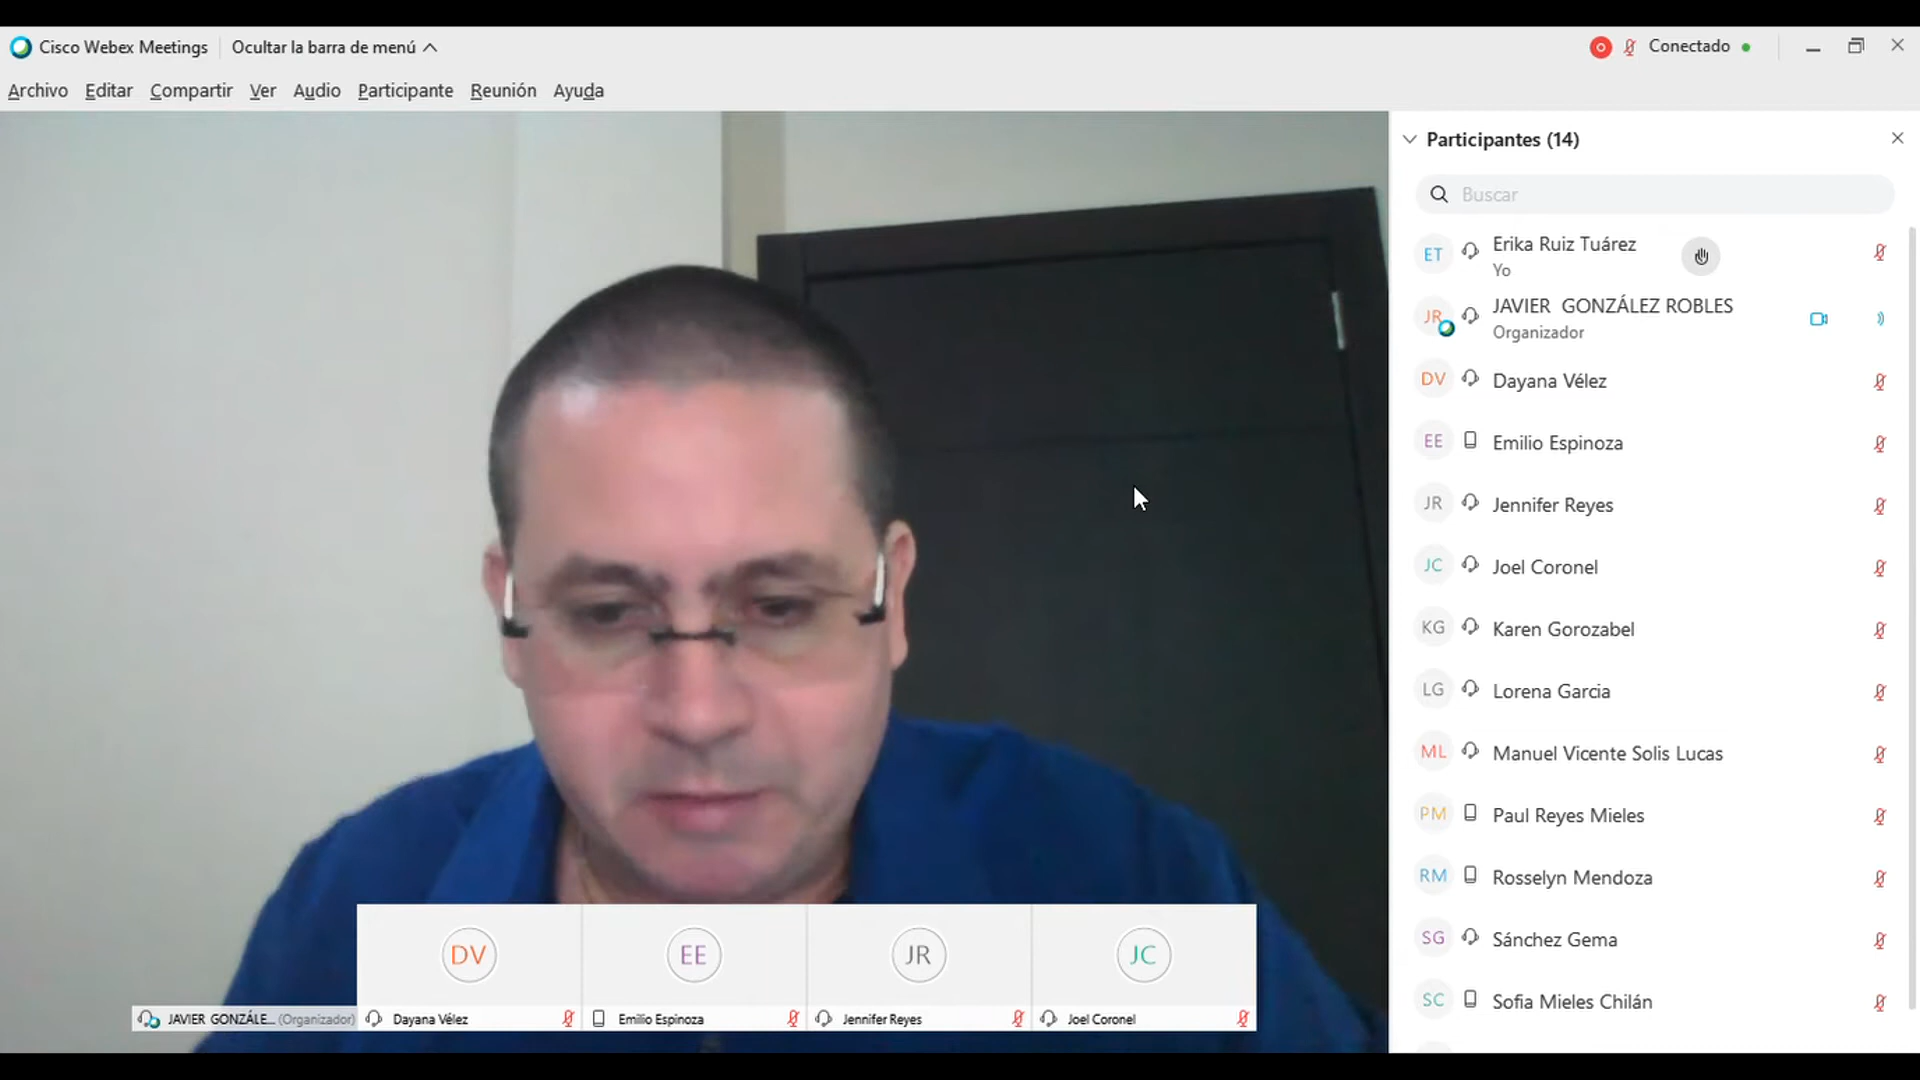 Cisco Webex Meetings
Ocultar la barra de menú
Conectado
Archivo Editar Compartir Ver Audio Participante Reunión Ayuda
Participantes (14)
Buscar
ET Erika Ruiz Tuárez
Yo
JR JAVIER GONZÁLEZ ROBLES
Organizador
DV Dayana Vélez
EE Emilio Espinoza
JR Jennifer Reyes
JC Joel Coronel
KG Karen Gorozabel
LG Lorena Garcia
ML Manuel Vicente Solis Lucas
PM Paul Reyes Mieles
RM Rosselyn Mendoza
SG Sánchez Gema
SC Sofia Mieles Chilán
DV EE JR JC
JAVIER GONZÁLE... (Organizador) Dayana Vélez Emilio Espinoza Jennifer Reyes Joel Coronel